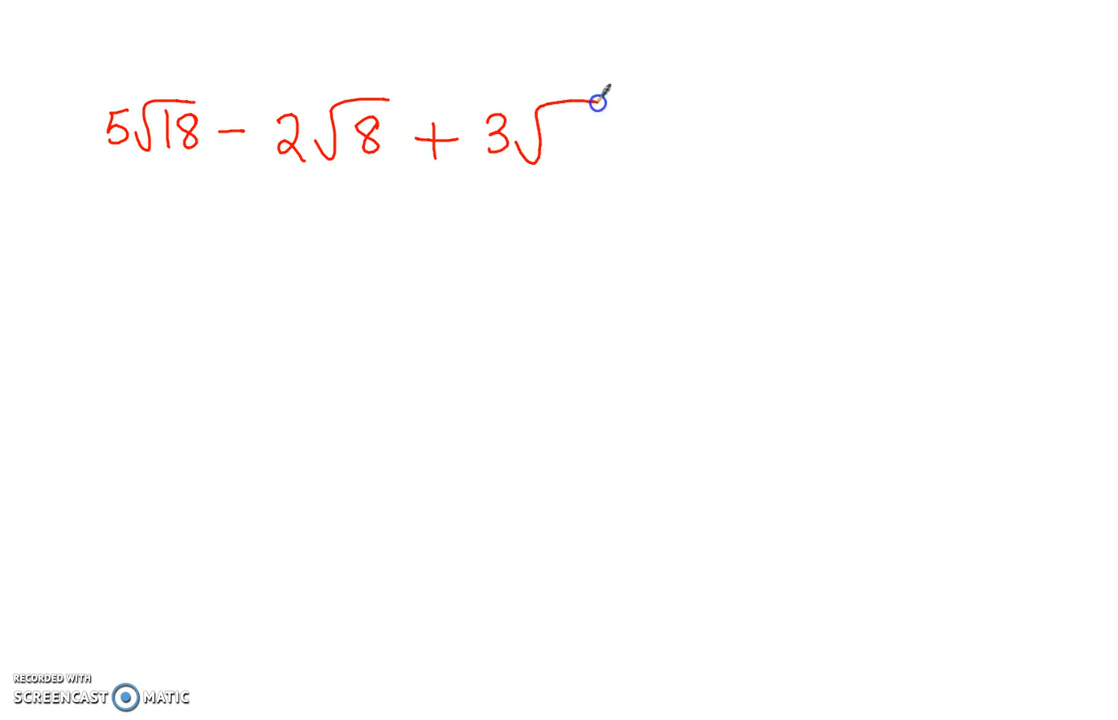 5√18 - 2√8 + 3√
RECORDED WITH
SCREENCAST MATIC